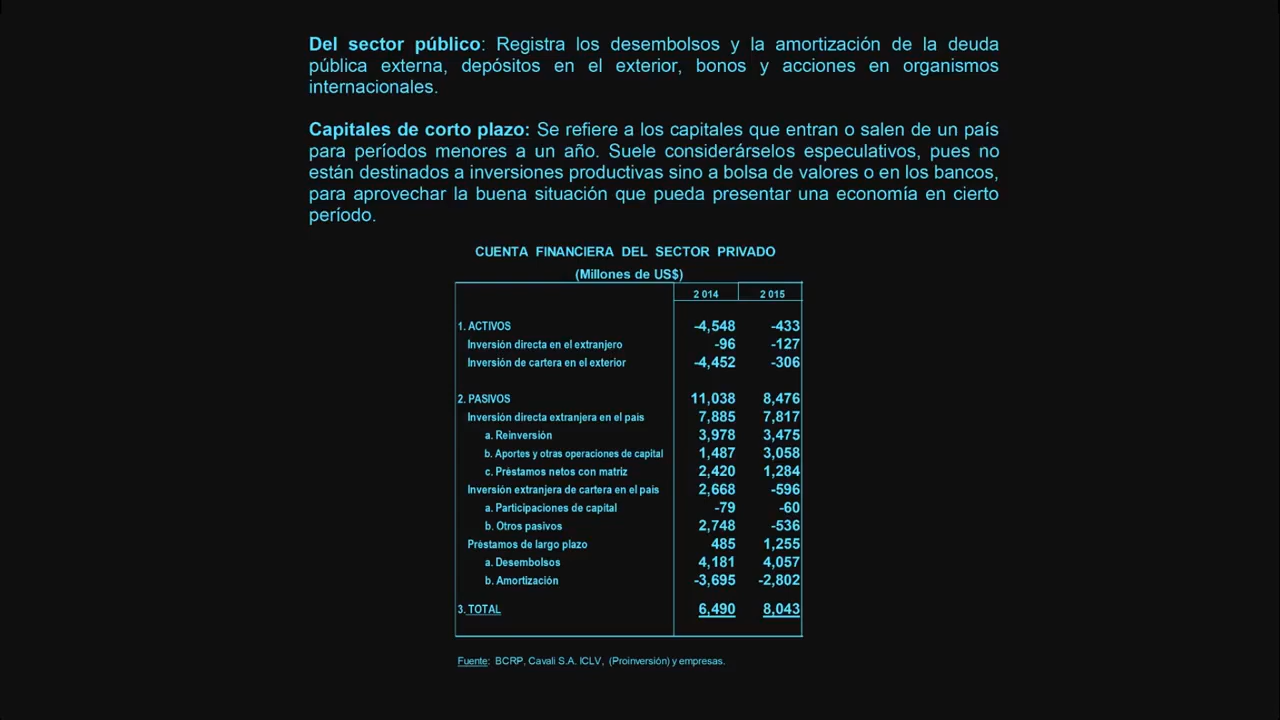 Del sector público: Registra los desembolsos y la amortización de la deuda
pública externa, depósitos en el exterior, bonos y acciones en organismos
internacionales.
Capitales de corto plazo: Se refiere a los capitales que entran o salen de un país
para períodos menores a un año. Suele considerárselos especulativos, pues no
están destinados a inversiones productivas sino a bolsa de valores o en los bancos,
para aprovechar la buena situación que pueda presentar una economía en cierto
período.
CUENTA FINANCIERA DEL SECTOR PRIVADO
(Millones de US$)
2 014 2 015
1. ACTIVOS -4,548 -433
Inversión directa en el extranjero -96 -127
Inversión de cartera en el exterior -4,452 -306
2. PASIVOS 11,038 8,476
Inversión directa extranjera en el país 7,885 7,817
a. Reinversión 3,978 3,475
b. Aportes y otras operaciones de capital 1,487 3,058
c. Préstamos netos con matriz 2,420 1,284
Inversión extranjera de cartera en el país 2,668 -596
a. Participaciones de capital -79 -60
b. Otros pasivos 2,748 -536
Préstamos de largo plazo 485 1,255
a. Desembolsos 4,181 4,057
b. Amortización -3,695 -2,802
3. TOTAL 6,490 8,043
Fuente: BCRP, Cavali S.A. ICLV, (Proinversión) y empresas.